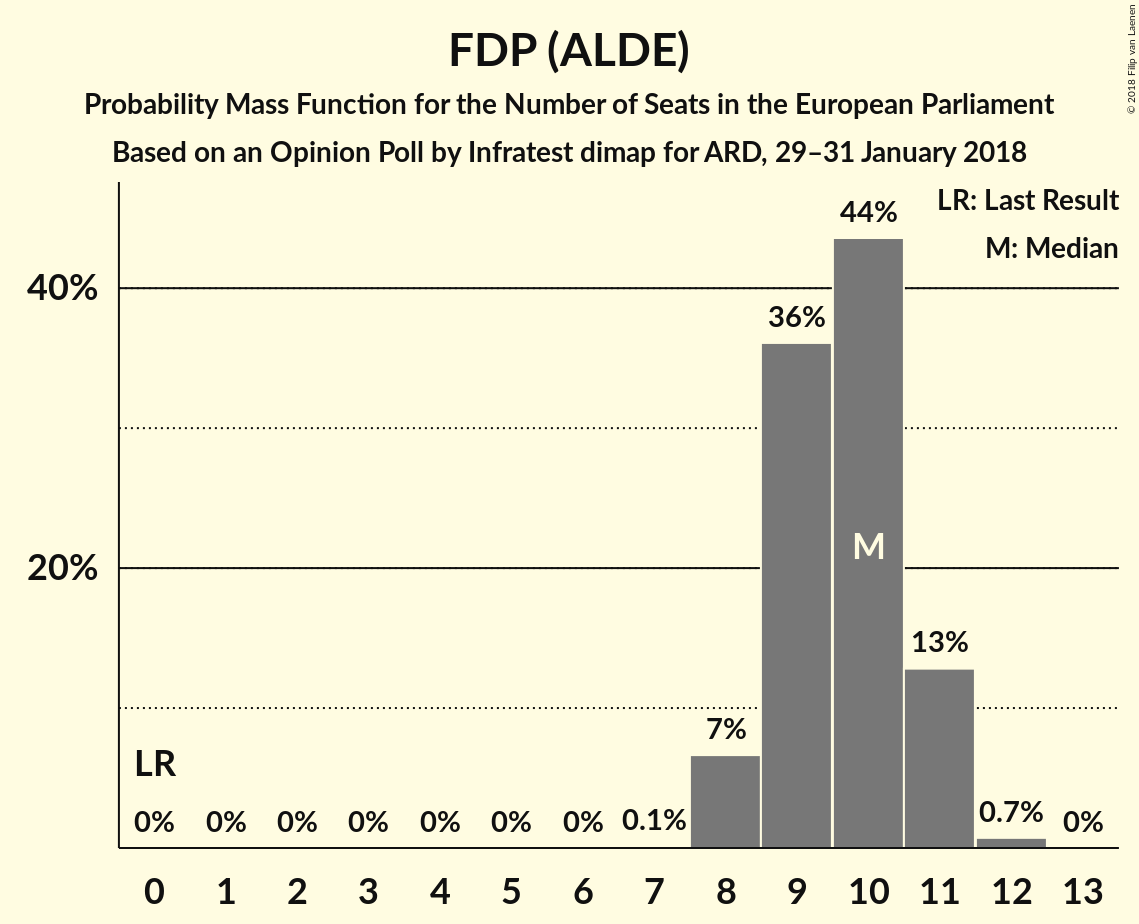 FDP (ALDE)
Probability Mass Function for the Number of Seats in the European Parliament
Based on an Opinion Poll by Infratest dimap for ARD, 29–31 January 2018
© 2018 Filip van Laenen
LR: Last Result
M: Median
40%
20%
44%
36%
M
13%
7%
LR
0% 0% 0% 0% 0% 0% 0% 0.1% 0.7% 0%
0 1 2 3 4 5 6 7 8 9 10 11 12 13